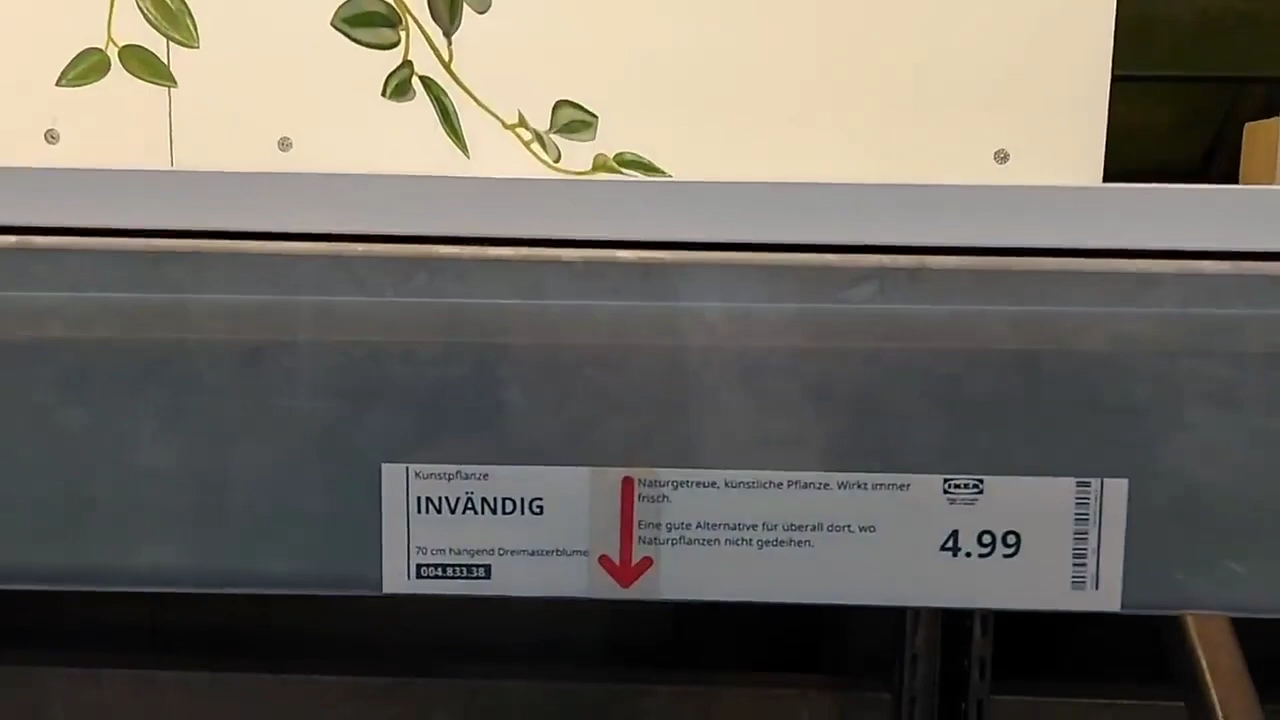 Kunstpflanze
INVÄNDIG
70 cm hängend Dreimasterblume
004.833.38
Naturgetreue, künstliche Pflanze. Wirkt immer
frisch.
Eine gute Alternative für überall dort, wo
Naturpflanzen nicht gedeihen.
IKEA
4.99